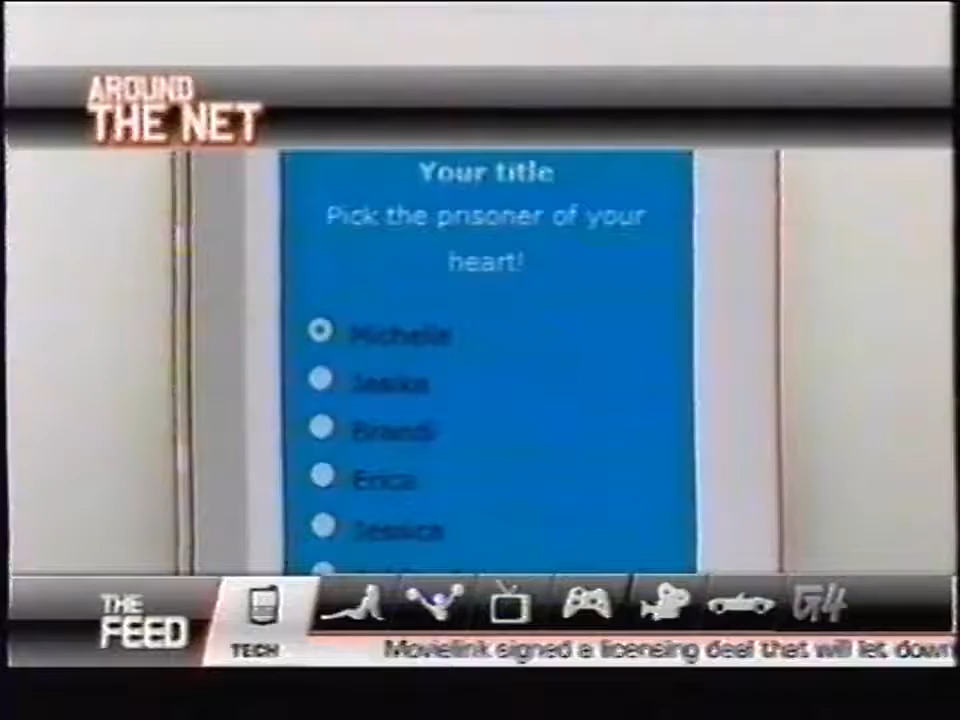 AROUND
THE NET
Your title
Pick the prisoner of your
heart!
Michelle
Jesika
Brandi
Erica
Jessica
THE
FEED
TECH
G4
Movielink signed a licensing deal that will let down